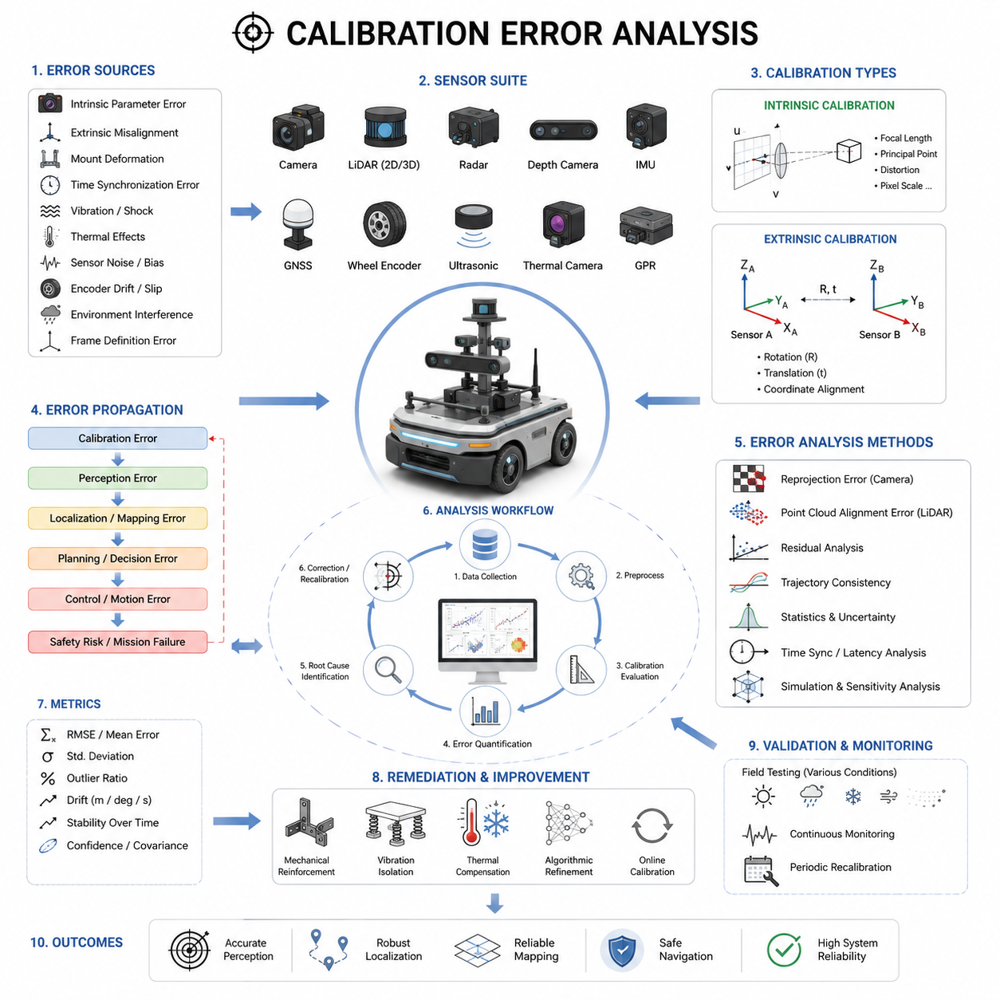 CALIBRATION ERROR ANALYSIS
1. ERROR SOURCES
Intrinsic Parameter Error
Extrinsic Misalignment
Mount Deformation
Time Synchronization Error
Vibration / Shock
Thermal Effects
Sensor Noise / Bias
Encoder Drift / Slip
Environment Interference
Frame Definition Error
2. SENSOR SUITE
Camera
LiDAR (2D/3D)
Radar
Depth Camera
IMU
GNSS
Wheel Encoder
Ultrasonic
Thermal Camera
GPR
3. CALIBRATION TYPES
INTRINSIC CALIBRATION
u
v
V
• Focal Length
• Principal Point
• Distortion
• Pixel Scale ...
EXTRINSIC CALIBRATION
Z_A
Y_A
X_A
Sensor A
R, t
Z_B
Y_B
X_B
Sensor B
• Rotation (R)
• Translation (t)
• Coordinate Alignment
4. ERROR PROPAGATION
Calibration Error
Perception Error
Localization / Mapping Error
Planning / Decision Error
Control / Motion Error
Safety Risk / Mission Failure
5. ERROR ANALYSIS METHODS
Reprojection Error (Camera)
Point Cloud Alignment Error (LiDAR)
Residual Analysis
Trajectory Consistency
Statistics & Uncertainty
Time Sync / Latency Analysis
Simulation & Sensitivity Analysis
6. ANALYSIS WORKFLOW
1. Data Collection
2. Preprocess
3. Calibration
Evaluation
4. Error Quantification
5. Root Cause
Identification
6. Correction /
Recalibration
7. METRICS
Σx RMSE / Mean Error
σ Std. Deviation
% Outlier Ratio
Drift (m / deg / s)
Stability Over Time
Confidence / Covariance
8. REMEDIATION & IMPROVEMENT
Mechanical
Reinforcement
Vibration
Isolation
Thermal
Compensation
Algorithmic
Refinement
Online
Calibration
9. VALIDATION & MONITORING
Field Testing (Various Conditions)
Continuous Monitoring
Periodic Recalibration
10. OUTCOMES
Accurate
Perception
Robust
Localization
Reliable
Mapping
Safe
Navigation
High System
Reliability